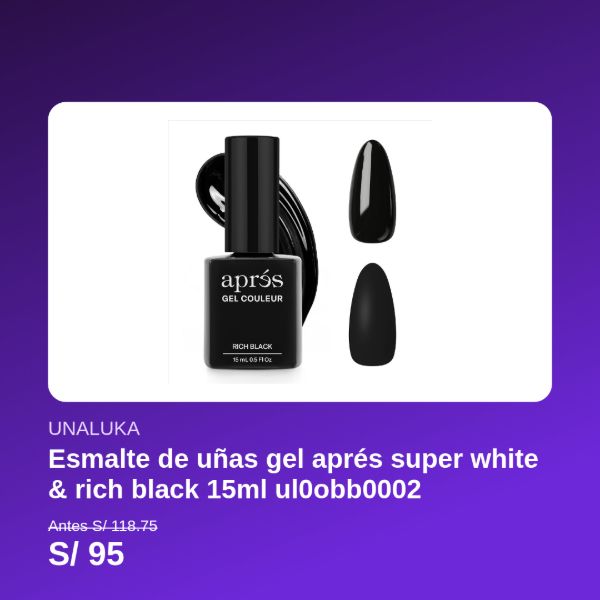 aprés
GEL COULEUR
RICH BLACK
15 mL 0.5 Fl Oz
UNALUKA
Esmalte de uñas gel aprés super white
& rich black 15ml ul0obb0002
Antes S/ 118.75
S/ 95